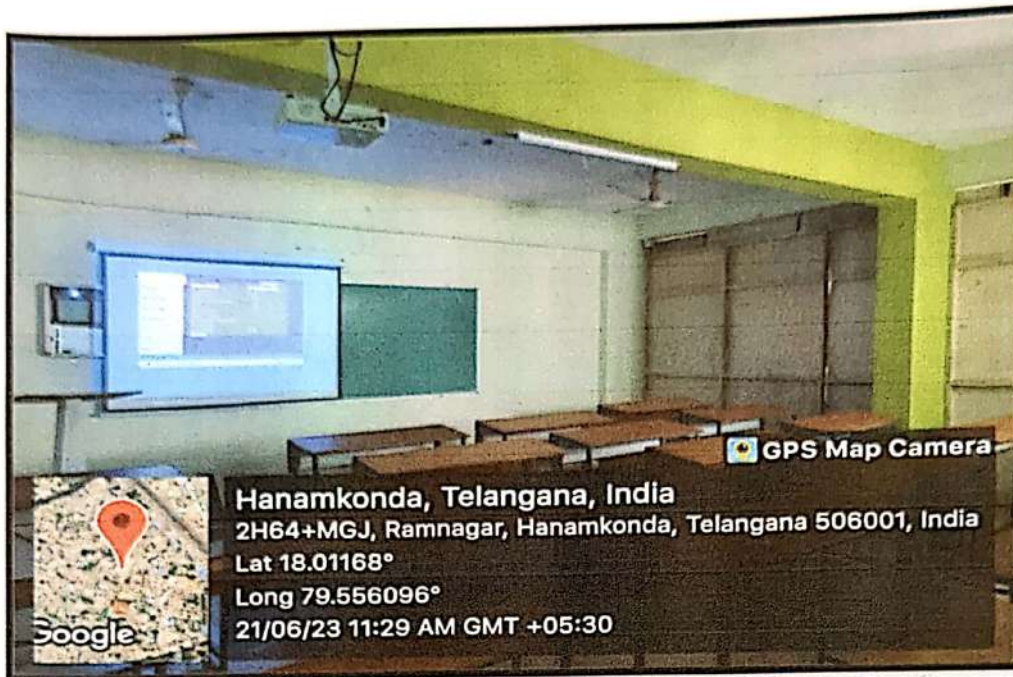 GPS Map Camera
Hanamkonda, Telangana, India
2H64+MGJ, Ramnagar, Hanamkonda, Telangana 506001, India
Lat 18.01168°
Long 79.556096°
21/06/23 11:29 AM GMT +05:30
Google